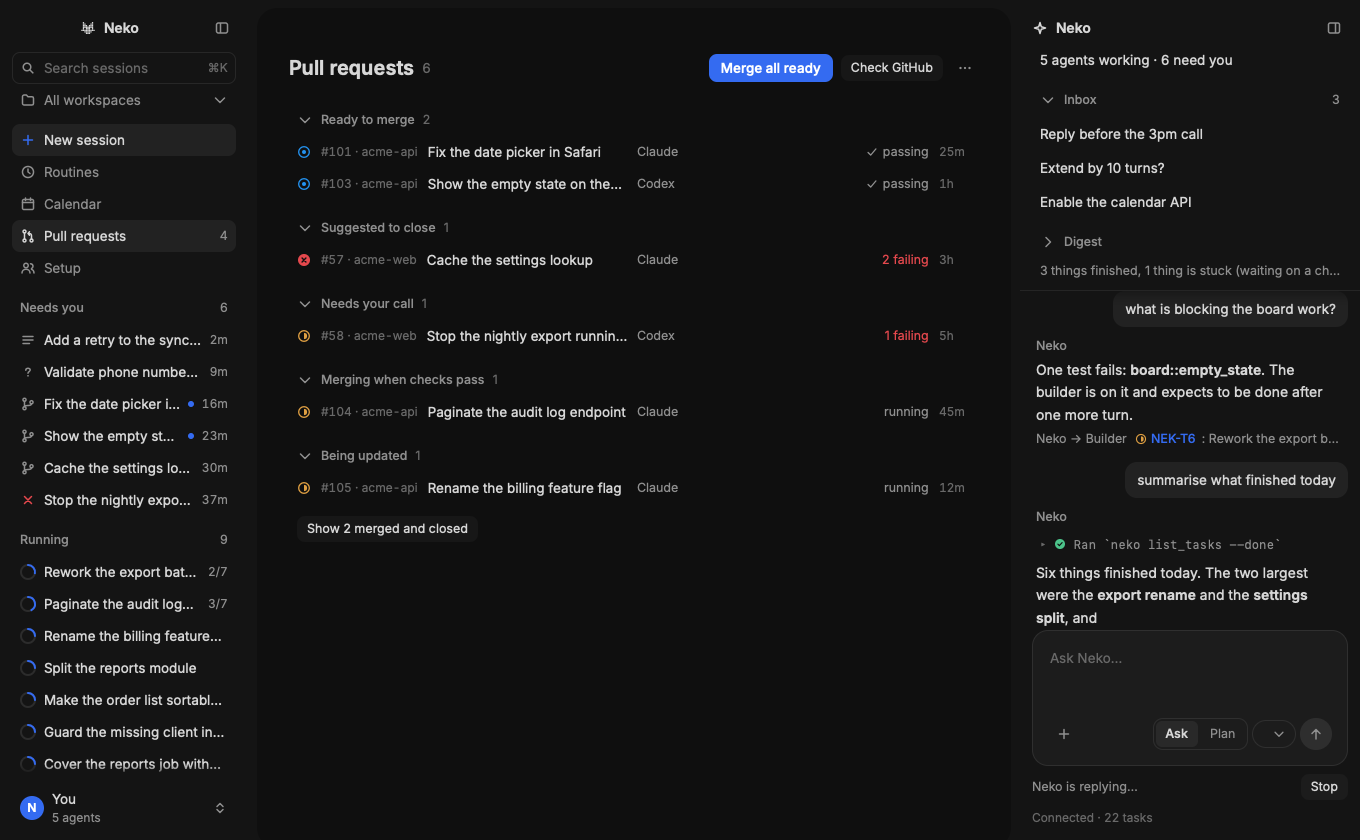 Neko
Search sessions ⌘K
All workspaces
New session
Routines
Calendar
Pull requests 4
Setup
Needs you 6
Add a retry to the sync... 2m
? Validate phone numbe... 9m
Fix the date picker i... 16m
Show the empty st... 23m
Cache the settings lo... 30m
Stop the nightly expo... 37m
Running 9
Rework the export bat... 2/7
Paginate the audit log... 3/7
Rename the billing feature...
Split the reports module
Make the order list sortabl...
Guard the missing client in...
Cover the reports job with...
N You
5 agents
Pull requests 6
Merge all ready
Check GitHub
Ready to merge 2
#101 · acme-api Fix the date picker in Safari Claude passing 25m
#103 · acme-api Show the empty state on the... Codex passing 1h
Suggested to close 1
#57 · acme-web Cache the settings lookup Claude 2 failing 3h
Needs your call 1
#58 · acme-web Stop the nightly export runnin... Codex 1 failing 5h
Merging when checks pass 1
#104 · acme-api Paginate the audit log endpoint Claude running 45m
Being updated 1
#105 · acme-api Rename the billing feature flag Claude running 12m
Show 2 merged and closed
Neko
5 agents working · 6 need you
Inbox 3
Reply before the 3pm call
Extend by 10 turns?
Enable the calendar API
Digest
3 things finished, 1 thing is stuck (waiting on a ch...
what is blocking the board work?
Neko
One test fails: board::empty_state. The
builder is on it and expects to be done after
one more turn.
Neko → Builder NEK-T6 : Rework the export b...
summarise what finished today
Neko
Ran `neko list_tasks --done`
Six things finished today. The two largest
were the export rename and the settings
split, and
Ask Neko...
Ask Plan
Neko is replying... Stop
Connected · 22 tasks